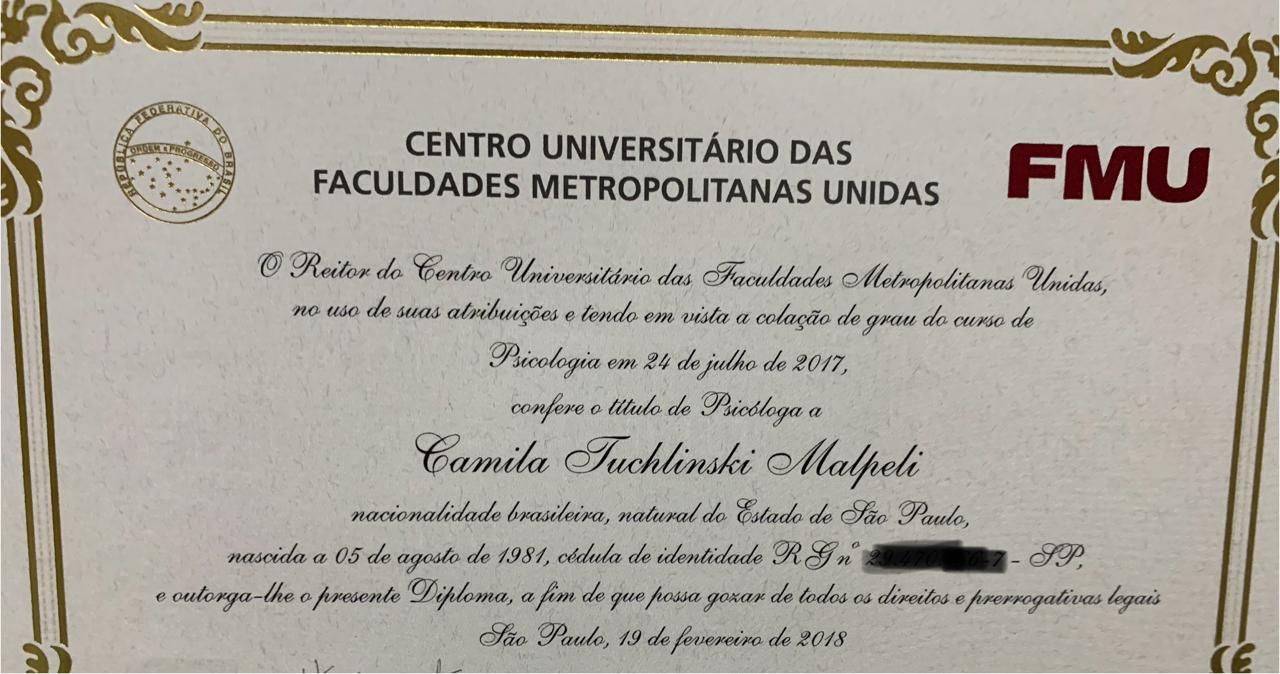 REPÚBLICA FEDERATIVA DO BRASIL
ORDEM E PROGRESSO
CENTRO UNIVERSITÁRIO DAS
FACULDADES METROPOLITANAS UNIDAS
FMU
O Reitor do Centro Universitário das Faculdades Metropolitanas Unidas,
no uso de suas atribuições e tendo em vista a colação de grau do curso de
Psicologia em 24 de julho de 2017,
confere o título de Psicóloga a
Camila Tuchlinski Malpeli
nacionalidade brasileira, natural do Estado de São Paulo,
nascida a 05 de agosto de 1981, cédula de identidade RG nº - SP,
e outorga-lhe o presente Diploma, a fim de que possa gozar de todos os direitos e prerrogativas legais
São Paulo, 19 de fevereiro de 2018